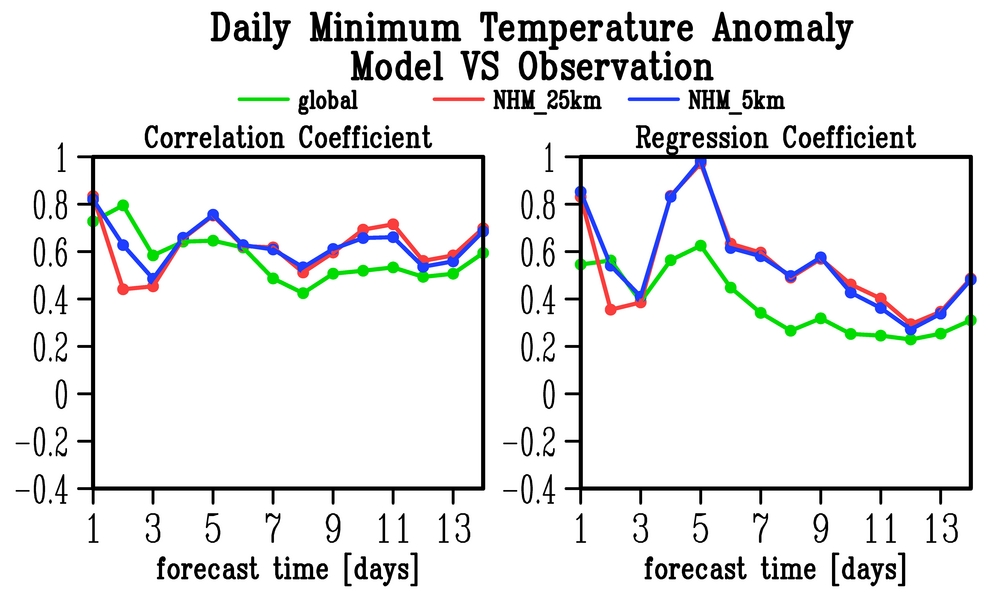 Daily Minimum Temperature Anomaly
Model VS Observation
global NHM_25km NHM_5km
Correlation Coefficient
1
0.8
0.6
0.4
0.2
0
−0.2
−0.4
1 3 5 7 9 11 13
forecast time [days]
Regression Coefficient
1
0.8
0.6
0.4
0.2
0
−0.2
−0.4
1 3 5 7 9 11 13
forecast time [days]